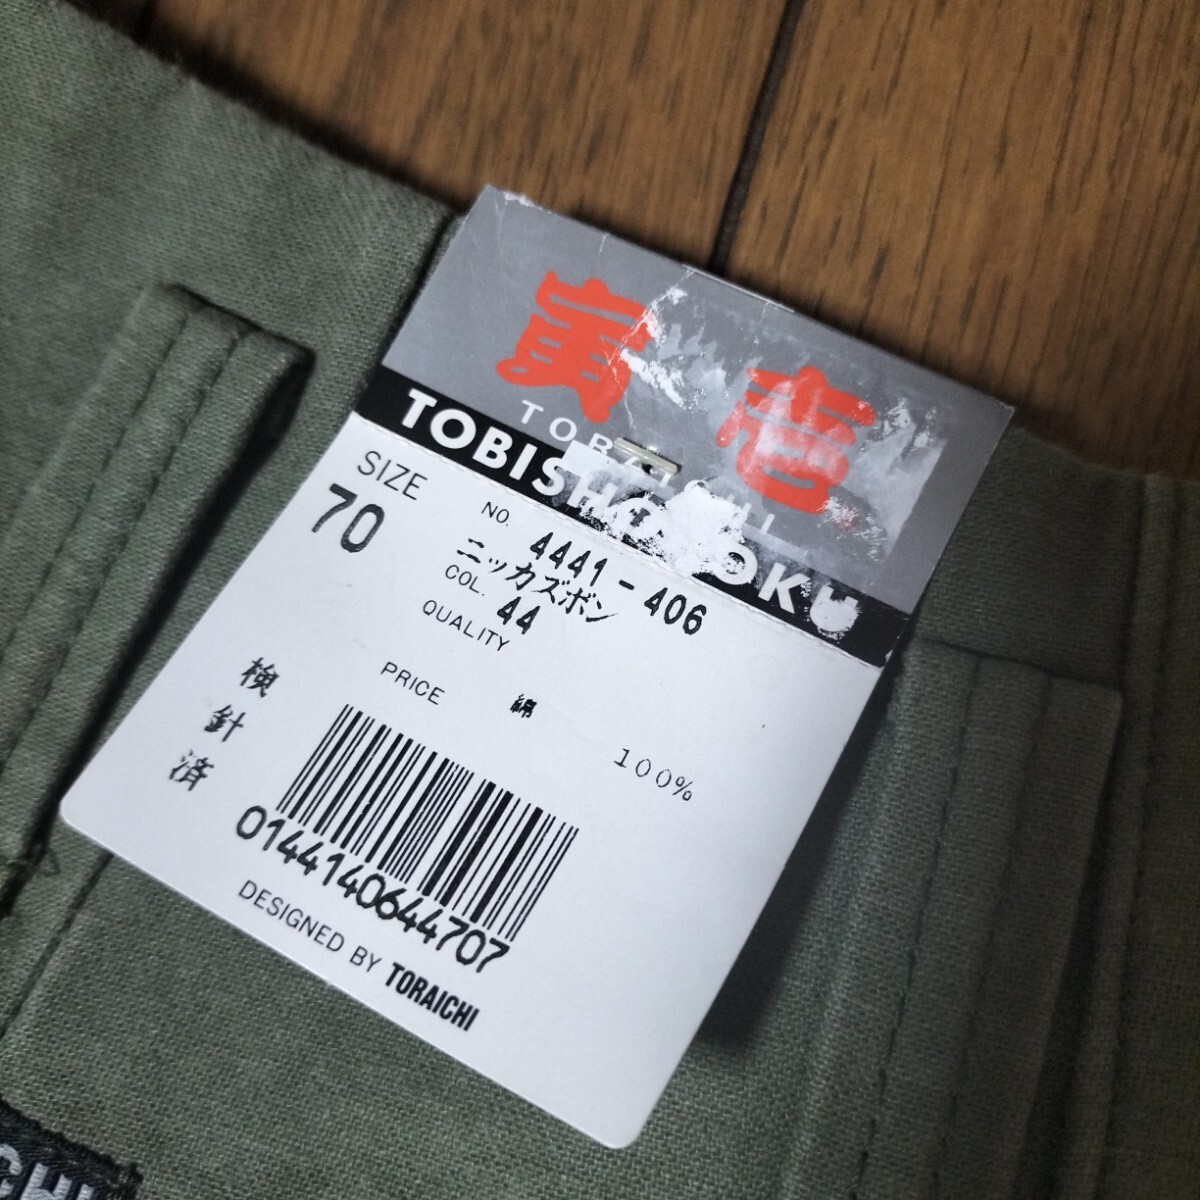 寅壱
TOBISHOZOKU
SIZE
70
NO. 4441-406
ニッカズボン
COL. 44
QUALITY
PRICE
綿 100%
検針済
0144140644707
DESIGNED BY TORAICHI